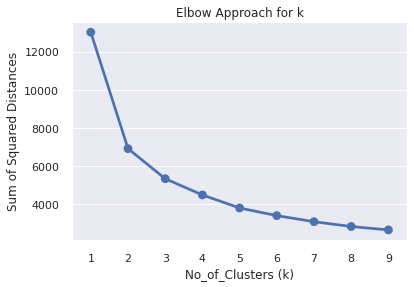 Elbow Approach for k
Sum of Squared Distances
12000
10000
8000
6000
4000
1 2 3 4 5 6 7 8 9
No_of_Clusters (k)